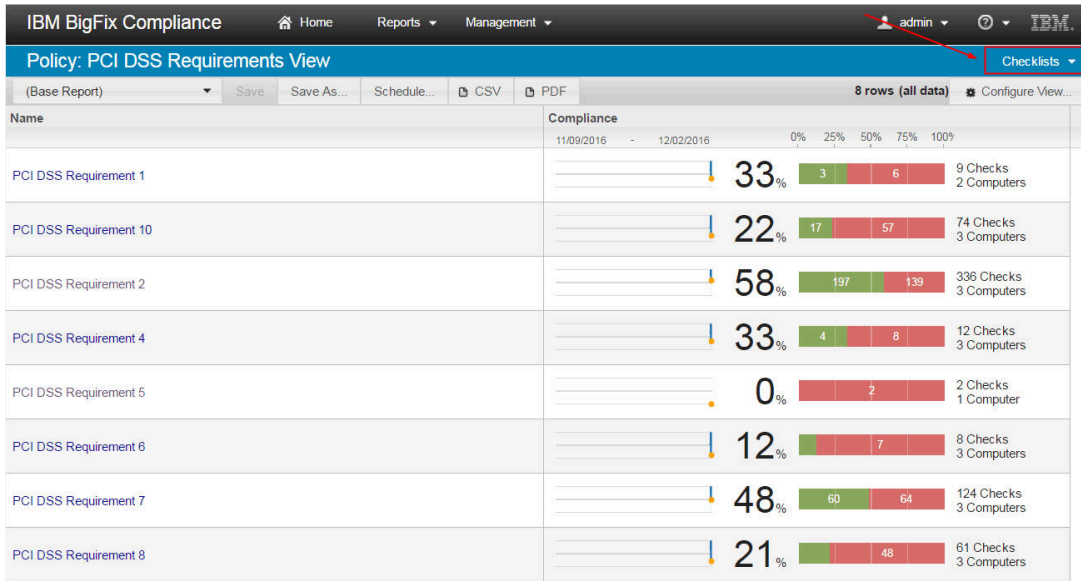 IBM BigFix Compliance Home Reports Management admin ? IBM.
Policy: PCI DSS Requirements View Checklists
(Base Report) Save Save As... Schedule... CSV PDF 8 rows (all data) Configure View...
Name Compliance
11/09/2016 - 12/02/2016 0% 25% 50% 75% 100%
PCI DSS Requirement 1 33% 3 6 9 Checks
2 Computers
PCI DSS Requirement 10 22% 17 57 74 Checks
3 Computers
PCI DSS Requirement 2 58% 197 139 336 Checks
3 Computers
PCI DSS Requirement 4 33% 4 8 12 Checks
3 Computers
PCI DSS Requirement 5 0% 2 2 Checks
1 Computer
PCI DSS Requirement 6 12% 7 8 Checks
3 Computers
PCI DSS Requirement 7 48% 60 64 124 Checks
3 Computers
PCI DSS Requirement 8 21% 48 61 Checks
3 Computers